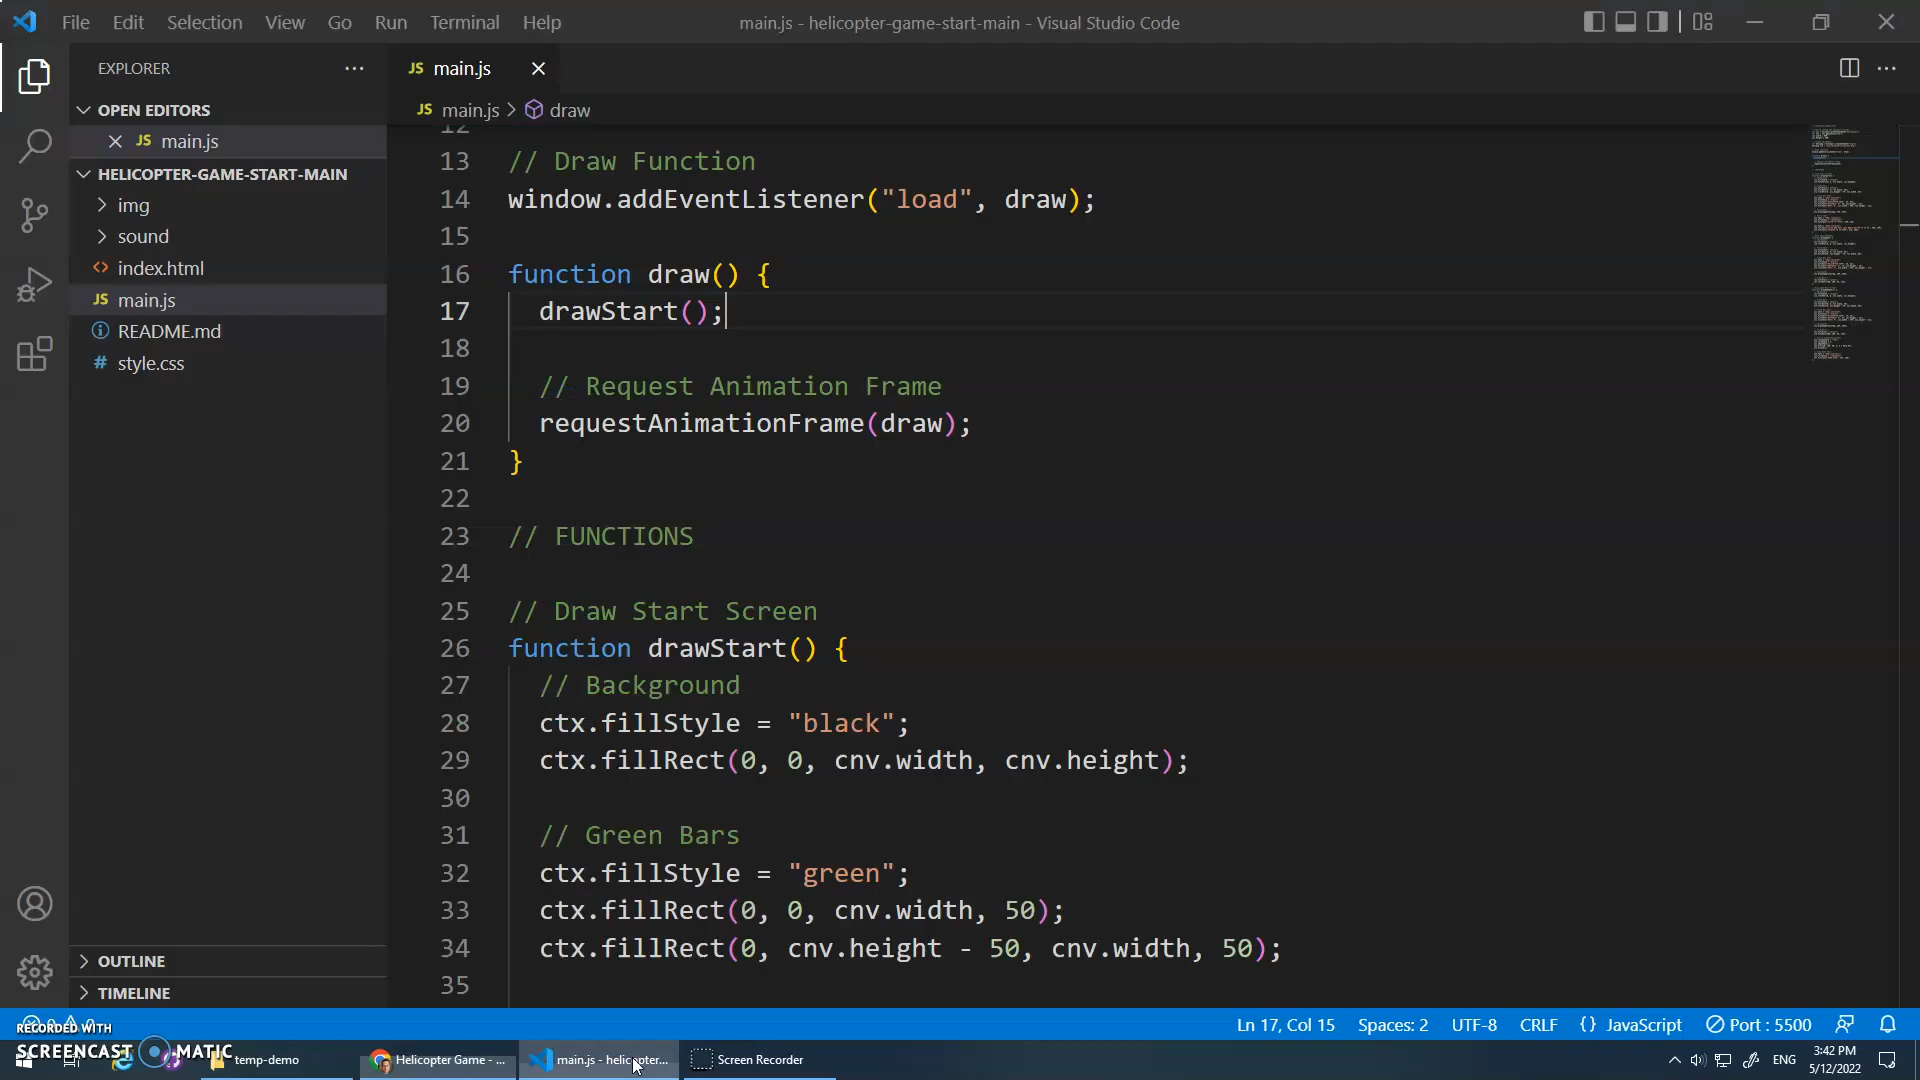 File Edit Selection View Go Run Terminal Help
main.js - helicopter-game-start-main - Visual Studio Code
EXPLORER
JS main.js
OPEN EDITORS
JS main.js > draw
JS main.js
12
HELICOPTER-GAME-START-MAIN
13 // Draw Function
img
14 window.addEventListener("load", draw);
sound
15
index.html
16 function draw() {
JS main.js
17 drawStart();
README.md
18
# style.css
19 // Request Animation Frame
20 requestAnimationFrame(draw);
21 }
22
23 // FUNCTIONS
24
25 // Draw Start Screen
26 function drawStart() {
27 // Background
28 ctx.fillStyle = "black";
29 ctx.fillRect(0, 0, cnv.width, cnv.height);
30
31 // Green Bars
32 ctx.fillStyle = "green";
33 ctx.fillRect(0, 0, cnv.width, 50);
34 ctx.fillRect(0, cnv.height - 50, cnv.width, 50);
35
OUTLINE
TIMELINE
Ln 17, Col 15 Spaces: 2 UTF-8 CRLF {} JavaScript Port : 5500
RECORDED WITH
SCREENCAST MATIC
temp-demo
Helicopter Game - ...
main.js - helicopter...
Screen Recorder
ENG
3:42 PM
5/12/2022